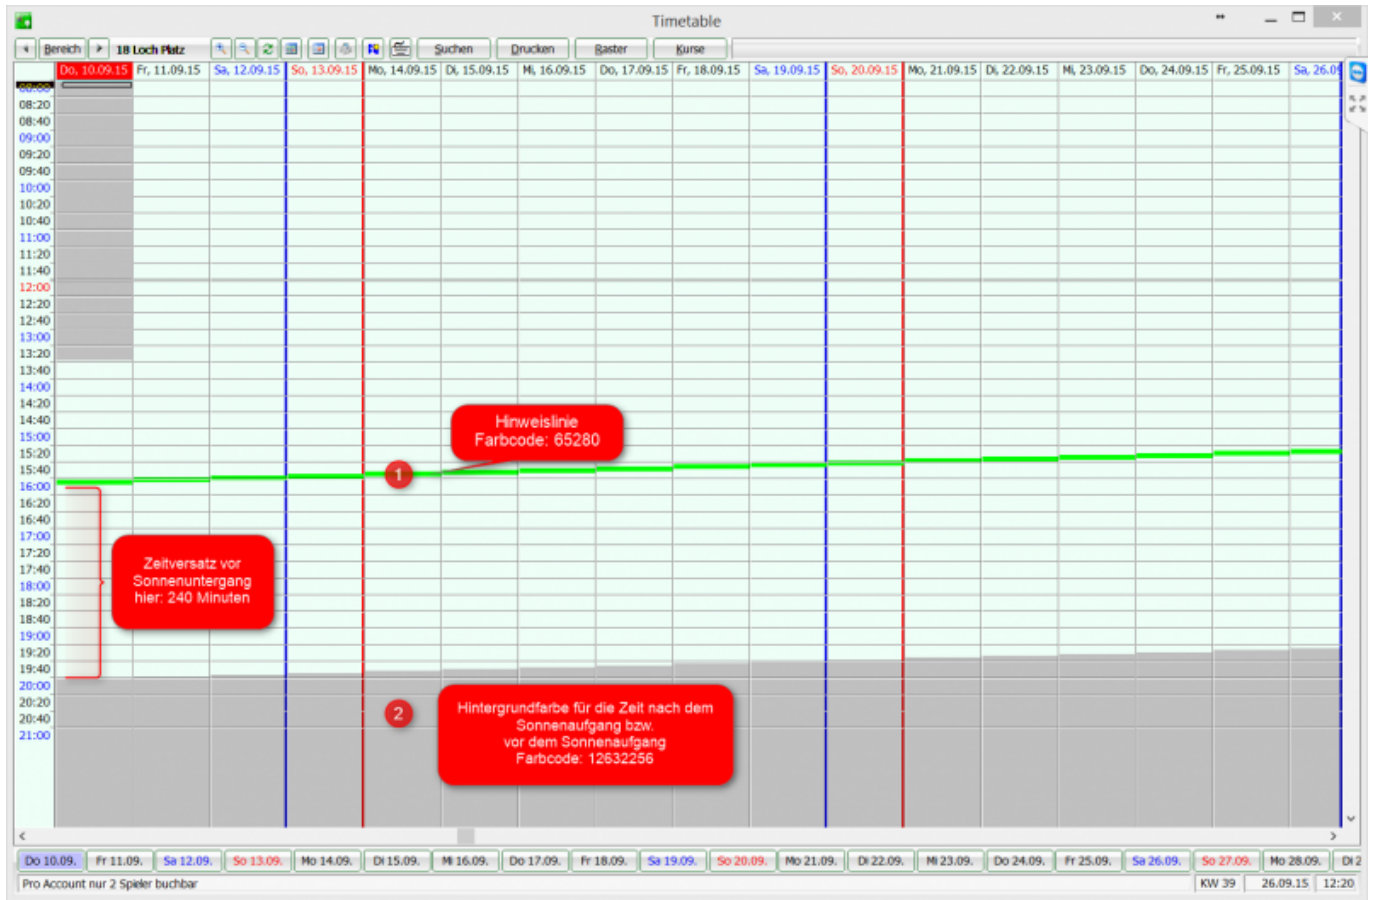 Timetable
Bereich 18 Loch Platz Suchen Drucken Raster Kurse
Do, 10.09.15 Fr, 11.09.15 Sa, 12.09.15 So, 13.09.15 Mo, 14.09.15 Di, 15.09.15 Mi, 16.09.15 Do, 17.09.15 Fr, 18.09.15 Sa, 19.09.15 So, 20.09.15 Mo, 21.09.15 Di, 22.09.15 Mi, 23.09.15 Do, 24.09.15 Fr, 25.09.15 Sa, 26.09
08:20
08:40
09:00
09:20
09:40
10:00
10:20
10:40
11:00
11:20
11:40
12:00
12:20
12:40
13:00
13:20
13:40
14:00
14:20
14:40
15:00
15:20
15:40
16:00
16:20
16:40
17:00
17:20
17:40
18:00
18:20
18:40
19:00
19:20
19:40
20:00
20:20
20:40
21:00
Hinweislinie
Farbcode: 65280
1
Zeitversatz vor
Sonnenuntergang
hier: 240 Minuten
2
Hintergrundfarbe für die Zeit nach dem
Sonnenaufgang bzw.
vor dem Sonnenaufgang
Farbcode: 12632256
Do 10.09. Fr 11.09. Sa 12.09. So 13.09. Mo 14.09. Di 15.09. Mi 16.09. Do 17.09. Fr 18.09. Sa 19.09. So 20.09. Mo 21.09. Di 22.09. Mi 23.09. Do 24.09. Fr 25.09. Sa 26.09. So 27.09. Mo 28.09. Di 2
Pro Account nur 2 Spieler buchbar KW 39 26.09.15 12:20